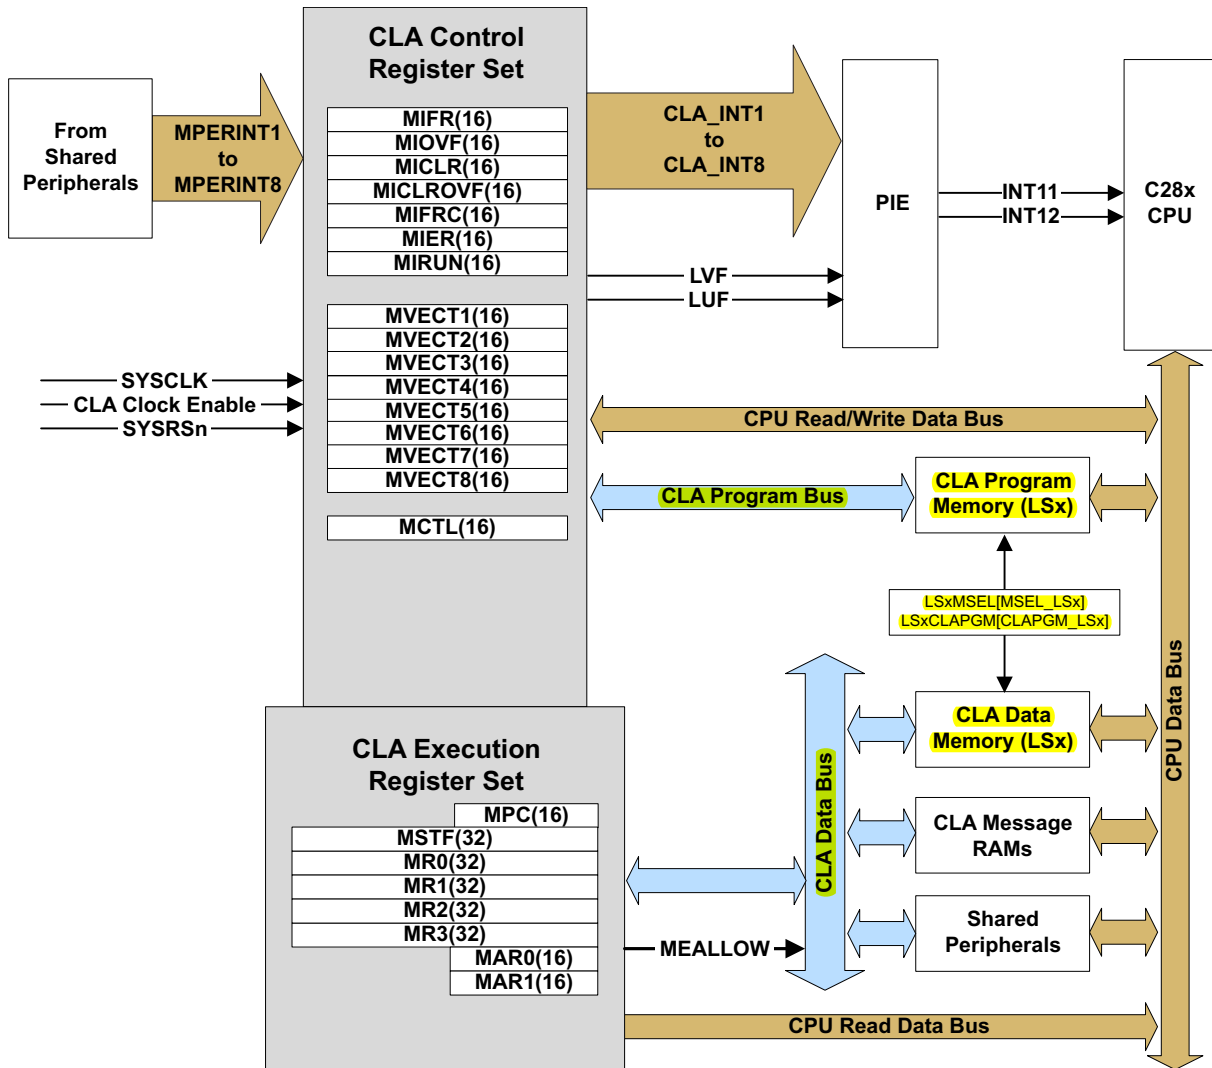 CLA Control
Register Set
From
Shared
Peripherals
MPERINT1
to
MPERINT8
MIFR(16)
MIOVF(16)
MICLR(16)
MICLROVF(16)
MIFRC(16)
MIER(16)
MIRUN(16)
CLA_INT1
to
CLA_INT8
LVF
LUF
PIE
INT11
INT12
C28x
CPU
MVECT1(16)
MVECT2(16)
MVECT3(16)
MVECT4(16)
MVECT5(16)
MVECT6(16)
MVECT7(16)
MVECT8(16)
SYSCLK
CLA Clock Enable
SYSRSn
MCTL(16)
CPU Read/Write Data Bus
CLA Program Bus
CLA Program
Memory (LSx)
LSxMSEL[MSEL_LSx]
LSxCLAPGM[CLAPGM_LSx]
CLA Data
Memory (LSx)
CLA Message
RAMs
Shared
Peripherals
CLA Data Bus
CPU Data Bus
CLA Execution
Register Set
MPC(16)
MSTF(32)
MR0(32)
MR1(32)
MR2(32)
MR3(32)
MAR0(16)
MAR1(16)
MEALLOW
CPU Read Data Bus